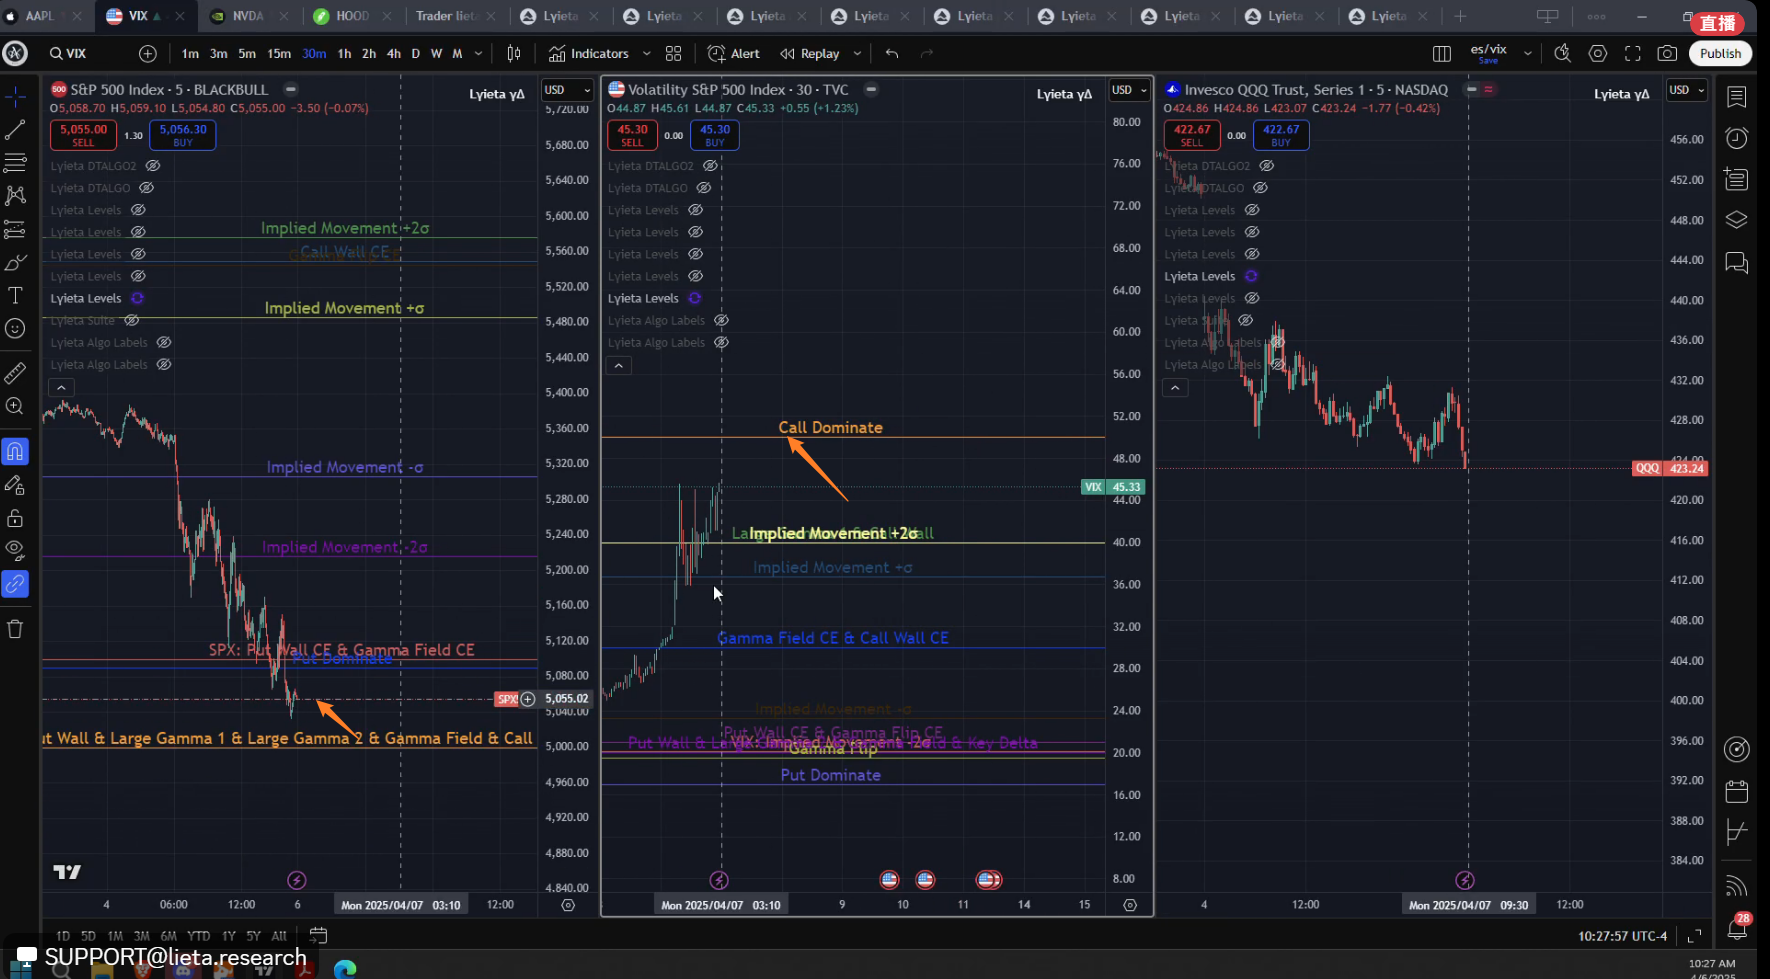 AAPL
VIX
NVDA
HOOD
Trader liet
Lyieta
Lyieta
Lyieta
Lyieta
Lyieta
Lyieta
Lyieta
Lyieta
Lyieta
直播
VIX
1m 3m 5m 15m 30m 1h 2h 4h D W M
Indicators
Alert
Replay
es/vix
Save
Publish
S&P 500 Index · 5 · BLACKBULL
O5,058.70 H5,059.10 L5,054.80 C5,055.00 −3.50 (−0.07%)
5,055.00
SELL
1.30
5,056.30
BUY
Lyieta γΔ
USD
Lyieta DTALGO2
Lyieta DTALGO
Lyieta Levels
Lyieta Levels
Lyieta Levels
Lyieta Levels
Lyieta Levels
Lyieta Suite
Lyieta Algo Labels
Lyieta Algo Labels
Implied Movement +2σ
Call Wall CE
Implied Movement +σ
Implied Movement -σ
Implied Movement -2σ
SPX: Put Wall CE & Gamma Field CE
Put Dominate
ut Wall & Large Gamma 1 & Large Gamma 2 & Gamma Field & Call
5,720.00
5,680.00
5,640.00
5,600.00
5,560.00
5,520.00
5,480.00
5,440.00
5,400.00
5,360.00
5,320.00
5,280.00
5,240.00
5,200.00
5,160.00
5,120.00
5,080.00
SPX
5,055.02
5,040.00
5,000.00
4,960.00
4,920.00
4,880.00
4,840.00
4 06:00 12:00 6 Mon 2025/04/07 03:10 12:00
Volatility S&P 500 Index · 30 · TVC
O44.87 H45.61 L44.87 C45.33 +0.55 (+1.23%)
45.30
SELL
0.00
45.30
BUY
Lyieta γΔ
USD
Lyieta DTALGO2
Lyieta DTALGO
Lyieta Levels
Lyieta Levels
Lyieta Levels
Lyieta Levels
Lyieta Levels
Lyieta Algo Labels
Lyieta Algo Labels
Call Dominate
Implied Movement +2σ
Implied Movement +σ
Gamma Field CE & Call Wall CE
Implied Movement -σ
Put Wall CE & Gamma Flip CE
VIX: Implied Movement -2σ
Gamma Flip
Put Dominate
80.00
76.00
72.00
68.00
64.00
60.00
56.00
52.00
48.00
VIX 45.33
44.00
40.00
36.00
32.00
28.00
24.00
20.00
16.00
12.00
8.00
Mon 2025/04/07 03:10 9 10 11 14 15
Invesco QQQ Trust, Series 1 · 5 · NASDAQ
O424.86 H424.86 L423.07 C423.24 −1.77 (−0.42%)
422.67
SELL
0.00
422.67
BUY
Lyieta γΔ
USD
Lyieta DTALGO2
Lyieta DTALGO
Lyieta Levels
Lyieta Levels
Lyieta Levels
Lyieta Levels
Lyieta Levels
Lyieta Algo Labels
Lyieta Algo Labels
456.00
452.00
448.00
444.00
440.00
436.00
432.00
428.00
424.00
QQQ 423.24
420.00
416.00
412.00
408.00
404.00
400.00
396.00
392.00
388.00
384.00
4 12:00 Mon 2025/04/07 09:30 12:00
1D 5D 1M 3M 6M YTD 1Y 5Y All
10:27:57 UTC-4
28
SUPPORT@lieta.research
10:27 AM
4/6/2025